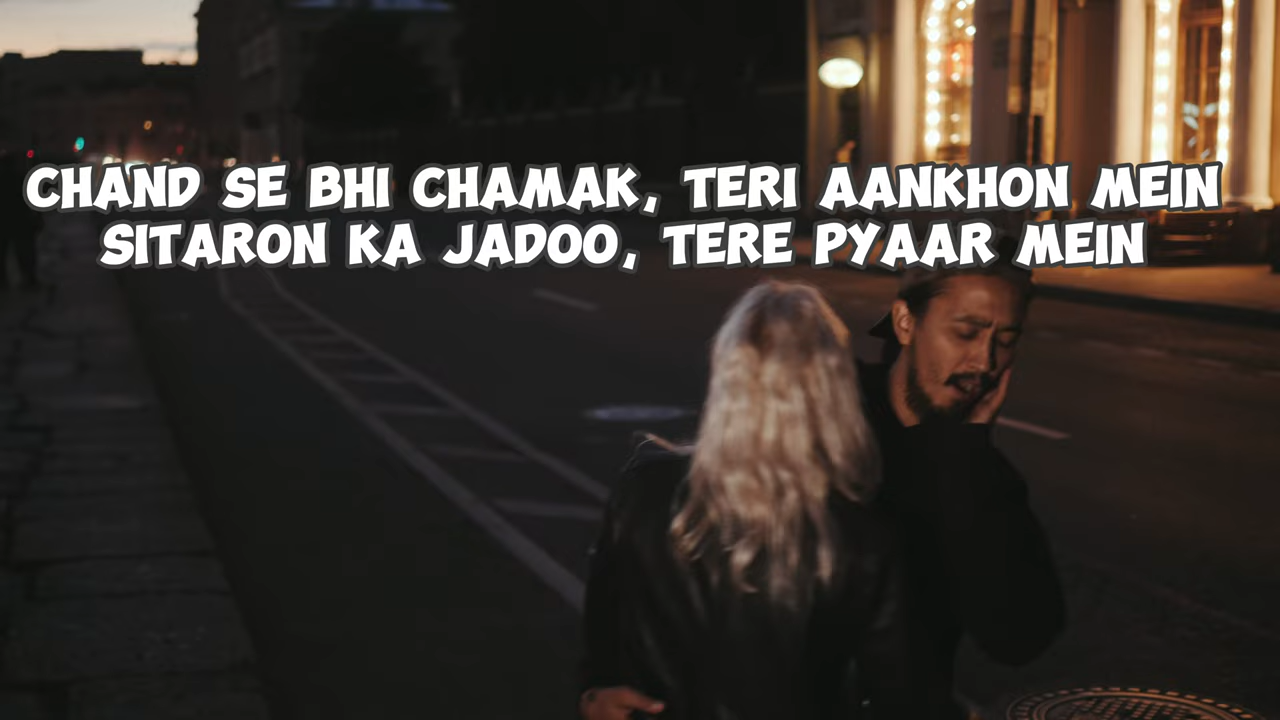 CHAND SE BHI CHAMAK, TERI AANKHON MEIN
SITARON KA JADOO, TERE PYAAR MEIN